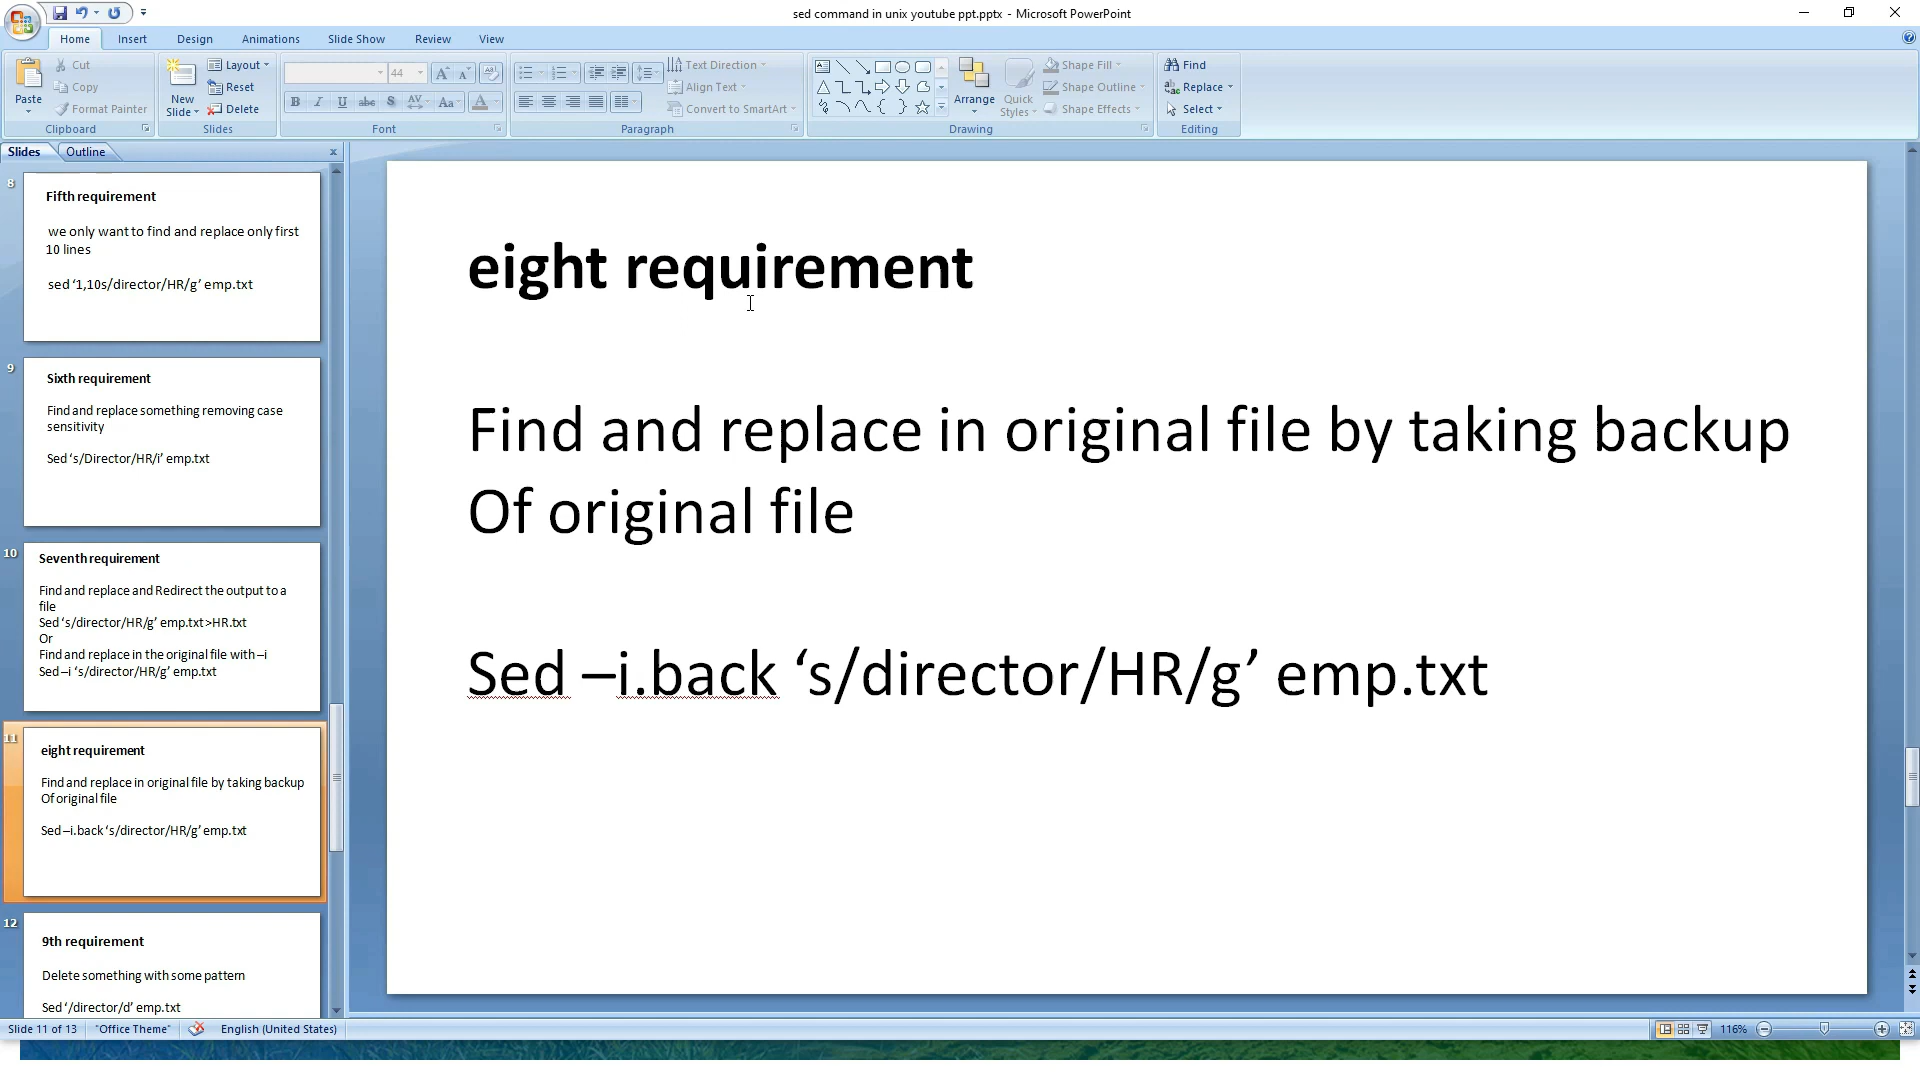 sed command in unix youtube ppt.pptx - Microsoft PowerPoint
Home Insert Design Animations Slide Show Review View
Paste
Cut
Copy
Format Painter
Clipboard
New
Slide
Layout
Reset
Delete
Slides
44
B I U abc S AV Aa A
Font
Text Direction
Align Text
Convert to SmartArt
Paragraph
Arrange
Quick
Styles
Shape Fill
Shape Outline
Shape Effects
Drawing
Find
Replace
Select
Editing
Slides Outline x
8
Fifth requirement
we only want to find and replace only first
10 lines
sed ‘1,10s/director/HR/g’ emp.txt
9
Sixth requirement
Find and replace something removing case
sensitivity
Sed ‘s/Director/HR/i’ emp.txt
10
Seventh requirement
Find and replace and Redirect the output to a
file
Sed ‘s/director/HR/g’ emp.txt>HR.txt
Or
Find and replace in the original file with –i
Sed –i ‘s/director/HR/g’ emp.txt
11
eight requirement
Find and replace in original file by taking backup
Of original file
Sed –i.back ‘s/director/HR/g’ emp.txt
12
9th requirement
Delete something with some pattern
Sed ‘/director/d’ emp.txt
eight requirement
Find and replace in original file by taking backup
Of original file
Sed –i.back ‘s/director/HR/g’ emp.txt
Slide 11 of 13 "Office Theme" English (United States) 116%